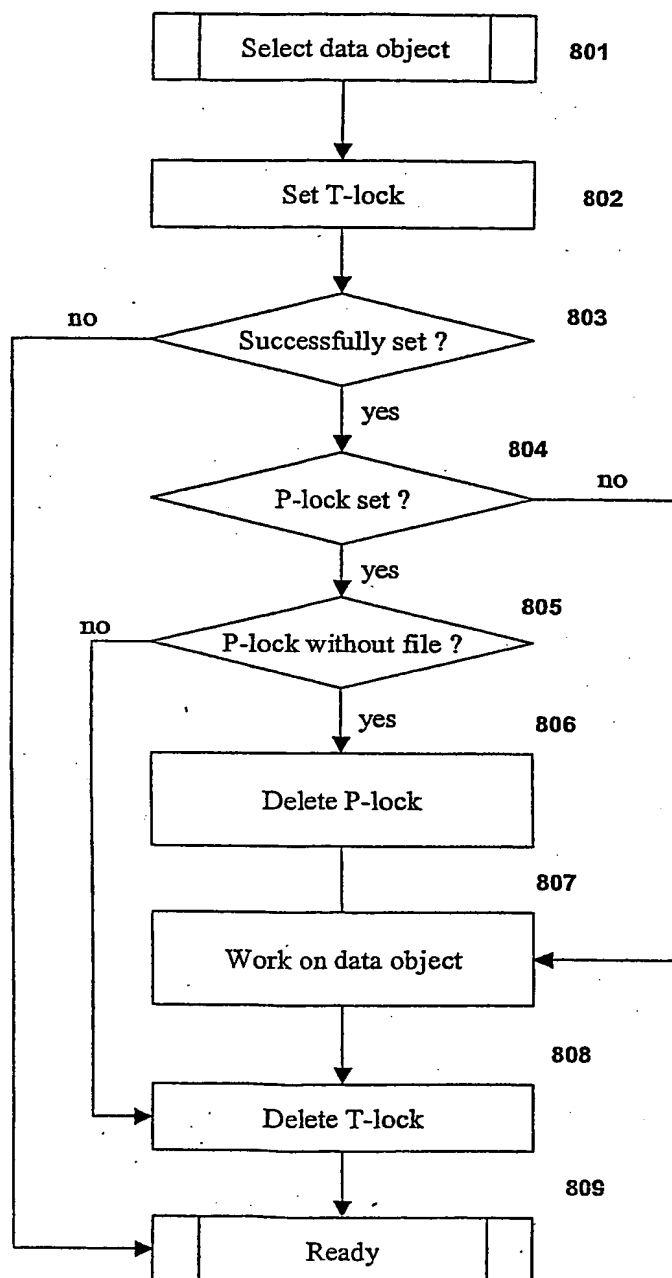 Select data object
801
Set T-lock
802
no
803
Successfully set ?
yes
804
P-lock set ?
no
yes
805
no
P-lock without file ?
yes
806
Delete P-lock
807
Work on data object
808
Delete T-lock
809
Ready